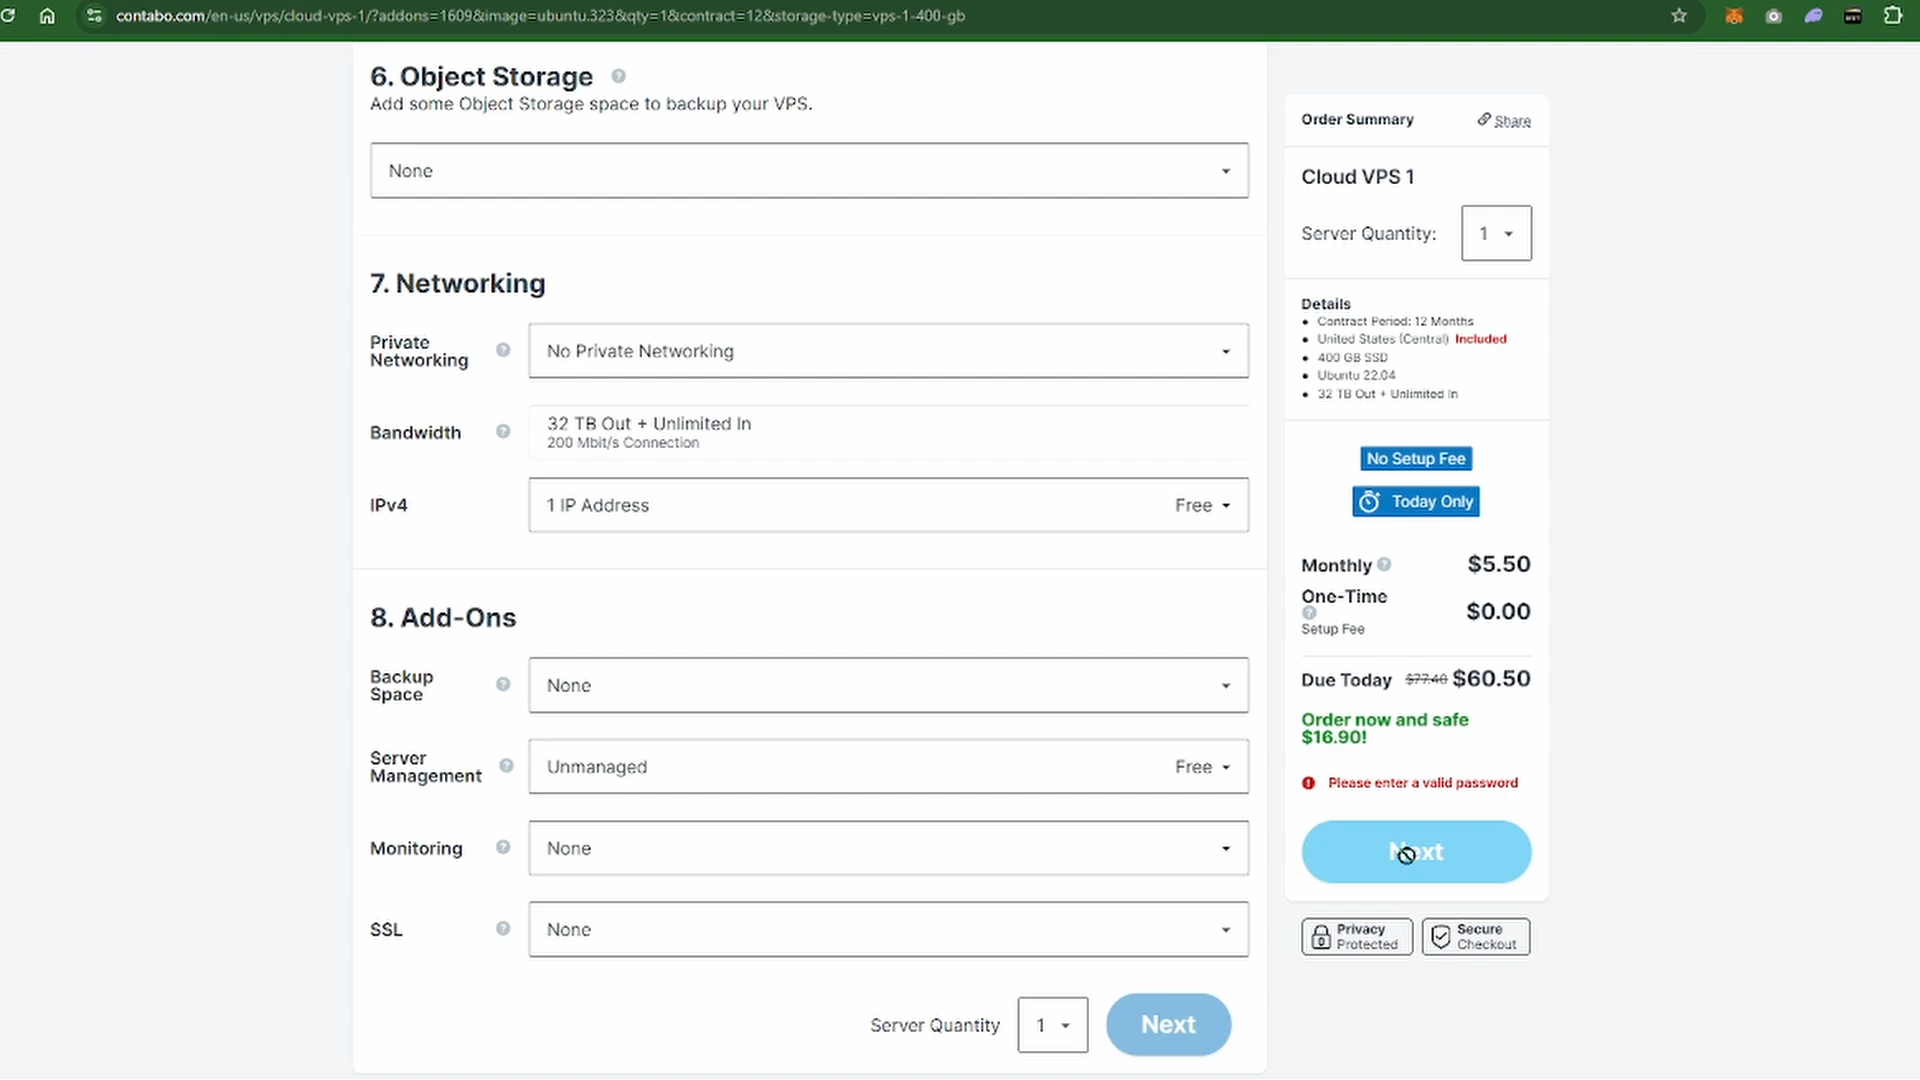 contabo.com/en-us/vps/cloud-vps-1/?addons=1609&image=ubuntu.323&qty=1&contract=12&storage-type=vps-1-400-gb
6. Object Storage
Add some Object Storage space to backup your VPS.
None
7. Networking
Private
Networking
No Private Networking
Bandwidth
32 TB Out + Unlimited In
200 Mbit/s Connection
IPv4
1 IP Address
Free
8. Add-Ons
Backup
Space
None
Server
Management
Unmanaged
Free
Monitoring
None
SSL
None
Server Quantity
1
Next
Order Summary
Share
Cloud VPS 1
Server Quantity:
1
Details
Contract Period: 12 Months
United States (Central) Included
400 GB SSD
Ubuntu 22.04
32 TB Out + Unlimited In
No Setup Fee
Today Only
Monthly
$5.50
One-Time
$0.00
Setup Fee
Due Today $77.40 $60.50
Order now and safe
$16.90!
Please enter a valid password
Next
Privacy
Protected
Secure
Checkout